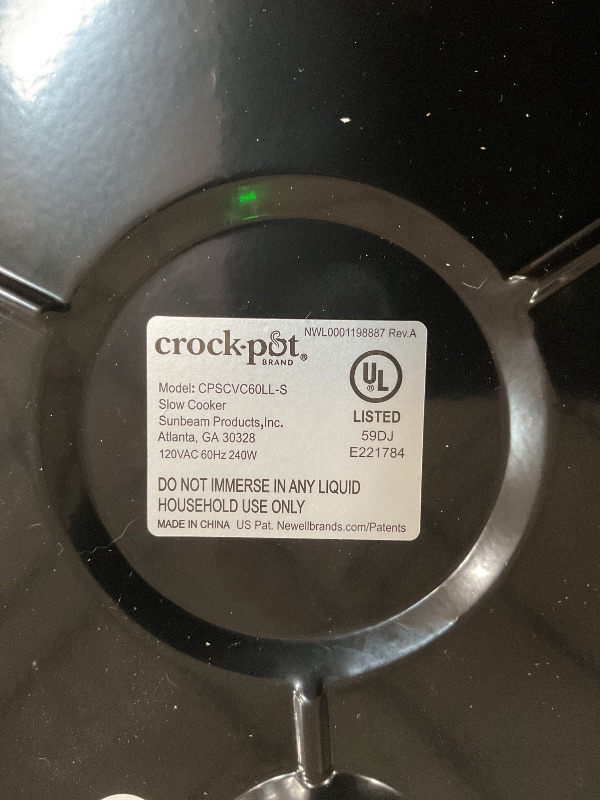 NWL0001198887 Rev.A
crock-pot®
BRAND
UL
Model: CPSCVC60LL-S
Slow Cooker
Sunbeam Products,Inc.
Atlanta, GA 30328
120VAC 60Hz 240W
LISTED
59DJ
E221784
DO NOT IMMERSE IN ANY LIQUID
HOUSEHOLD USE ONLY
MADE IN CHINA US Pat. Newellbrands.com/Patents